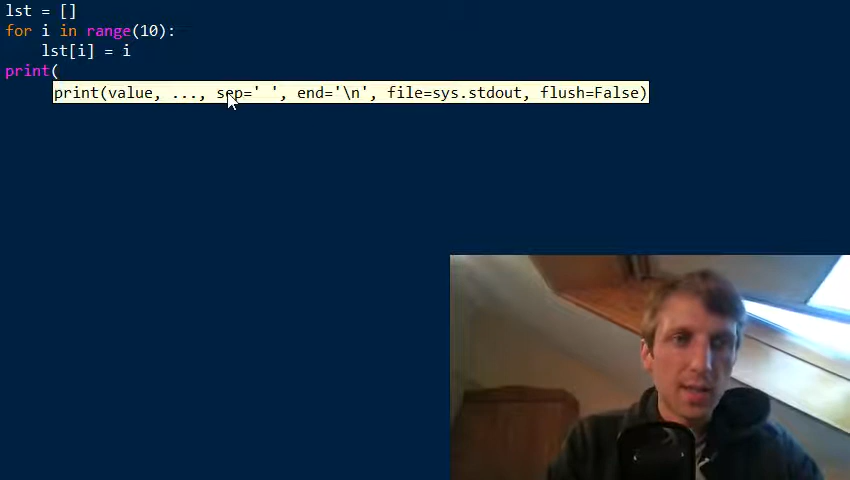 lst = []
for i in range(10):
    lst[i] = i
print(
print(value, ..., sep=' ', end='\n', file=sys.stdout, flush=False)